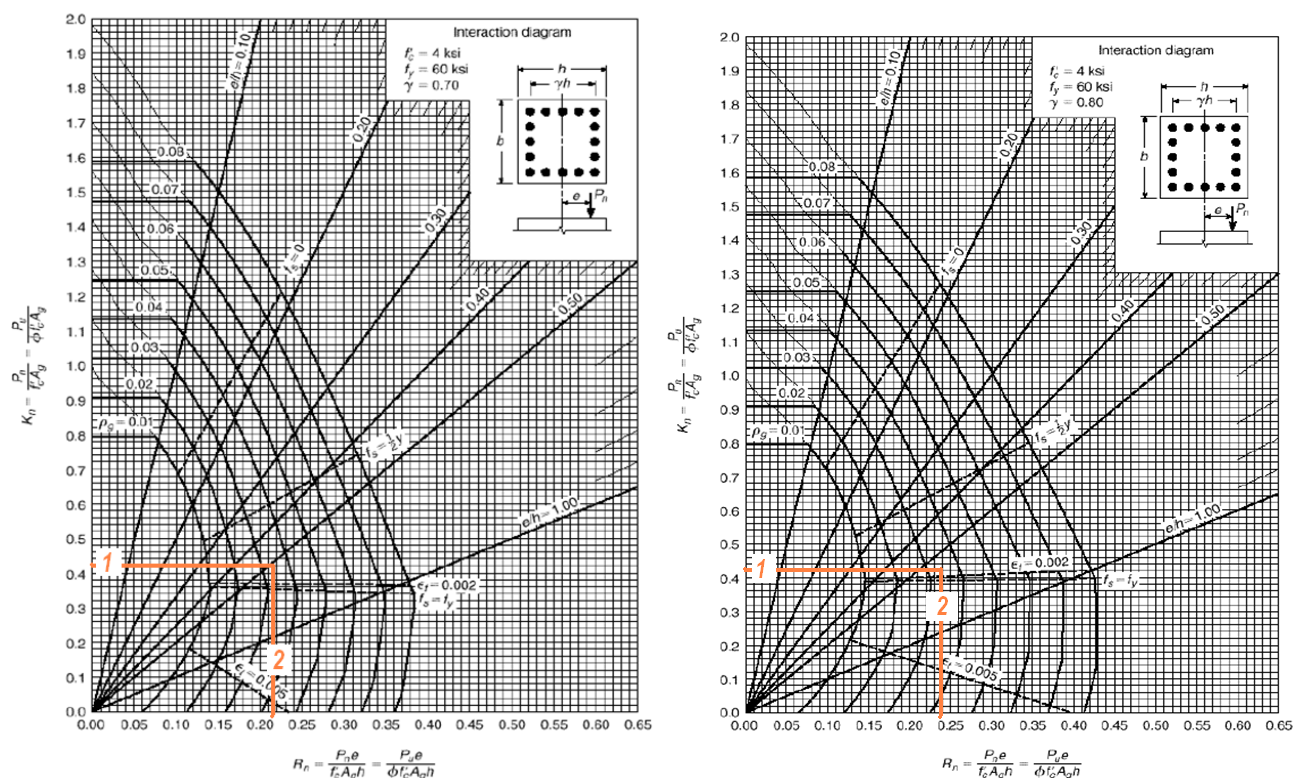 Interaction diagram
f'c = 4 ksi
fy = 60 ksi
γ = 0.70
h
γh
b
e
Pn
2.0
1.9
1.8
1.7
1.6
1.5
1.4
1.3
1.2
1.1
1.0
0.9
0.8
0.7
0.6
0.5
0.4
0.3
0.2
0.1
0.0
Kn = Pn / f'c Ag = Pu / ϕf'c Ag
e/h = 0.10
0.20
0.30
0.40
0.50
e/h = 1.00
0.08
0.07
0.06
0.05
0.04
0.03
0.02
ρg = 0.01
fs = 0
fs = ½y
ϵt = 0.002
fs = fy
ϵt = 0.005
1
2
0.00 0.05 0.10 0.15 0.20 0.25 0.30 0.35 0.40 0.45 0.50 0.55 0.60 0.65
Rn = Pn e / f'c Ag h = Pu e / ϕf'c Ag h
Interaction diagram
f'c = 4 ksi
fy = 60 ksi
γ = 0.80
h
γh
b
e
Pn
2.0
1.9
1.8
1.7
1.6
1.5
1.4
1.3
1.2
1.1
1.0
0.9
0.8
0.7
0.6
0.5
0.4
0.3
0.2
0.1
0.0
Kn = Pn / f'c Ag = Pu / ϕf'c Ag
e/h = 0.10
0.20
0.30
0.40
0.50
e/h = 1.00
0.08
0.07
0.06
0.05
0.04
0.03
0.02
ρg = 0.01
fs = 0
fs = ½y
ϵt = 0.002
fs = fy
ϵt = 0.005
1
2
0.00 0.05 0.10 0.15 0.20 0.25 0.30 0.35 0.40 0.45 0.50 0.55 0.60 0.65
Rn = Pn e / f'c Ag h = Pu e / ϕf'c Ag h